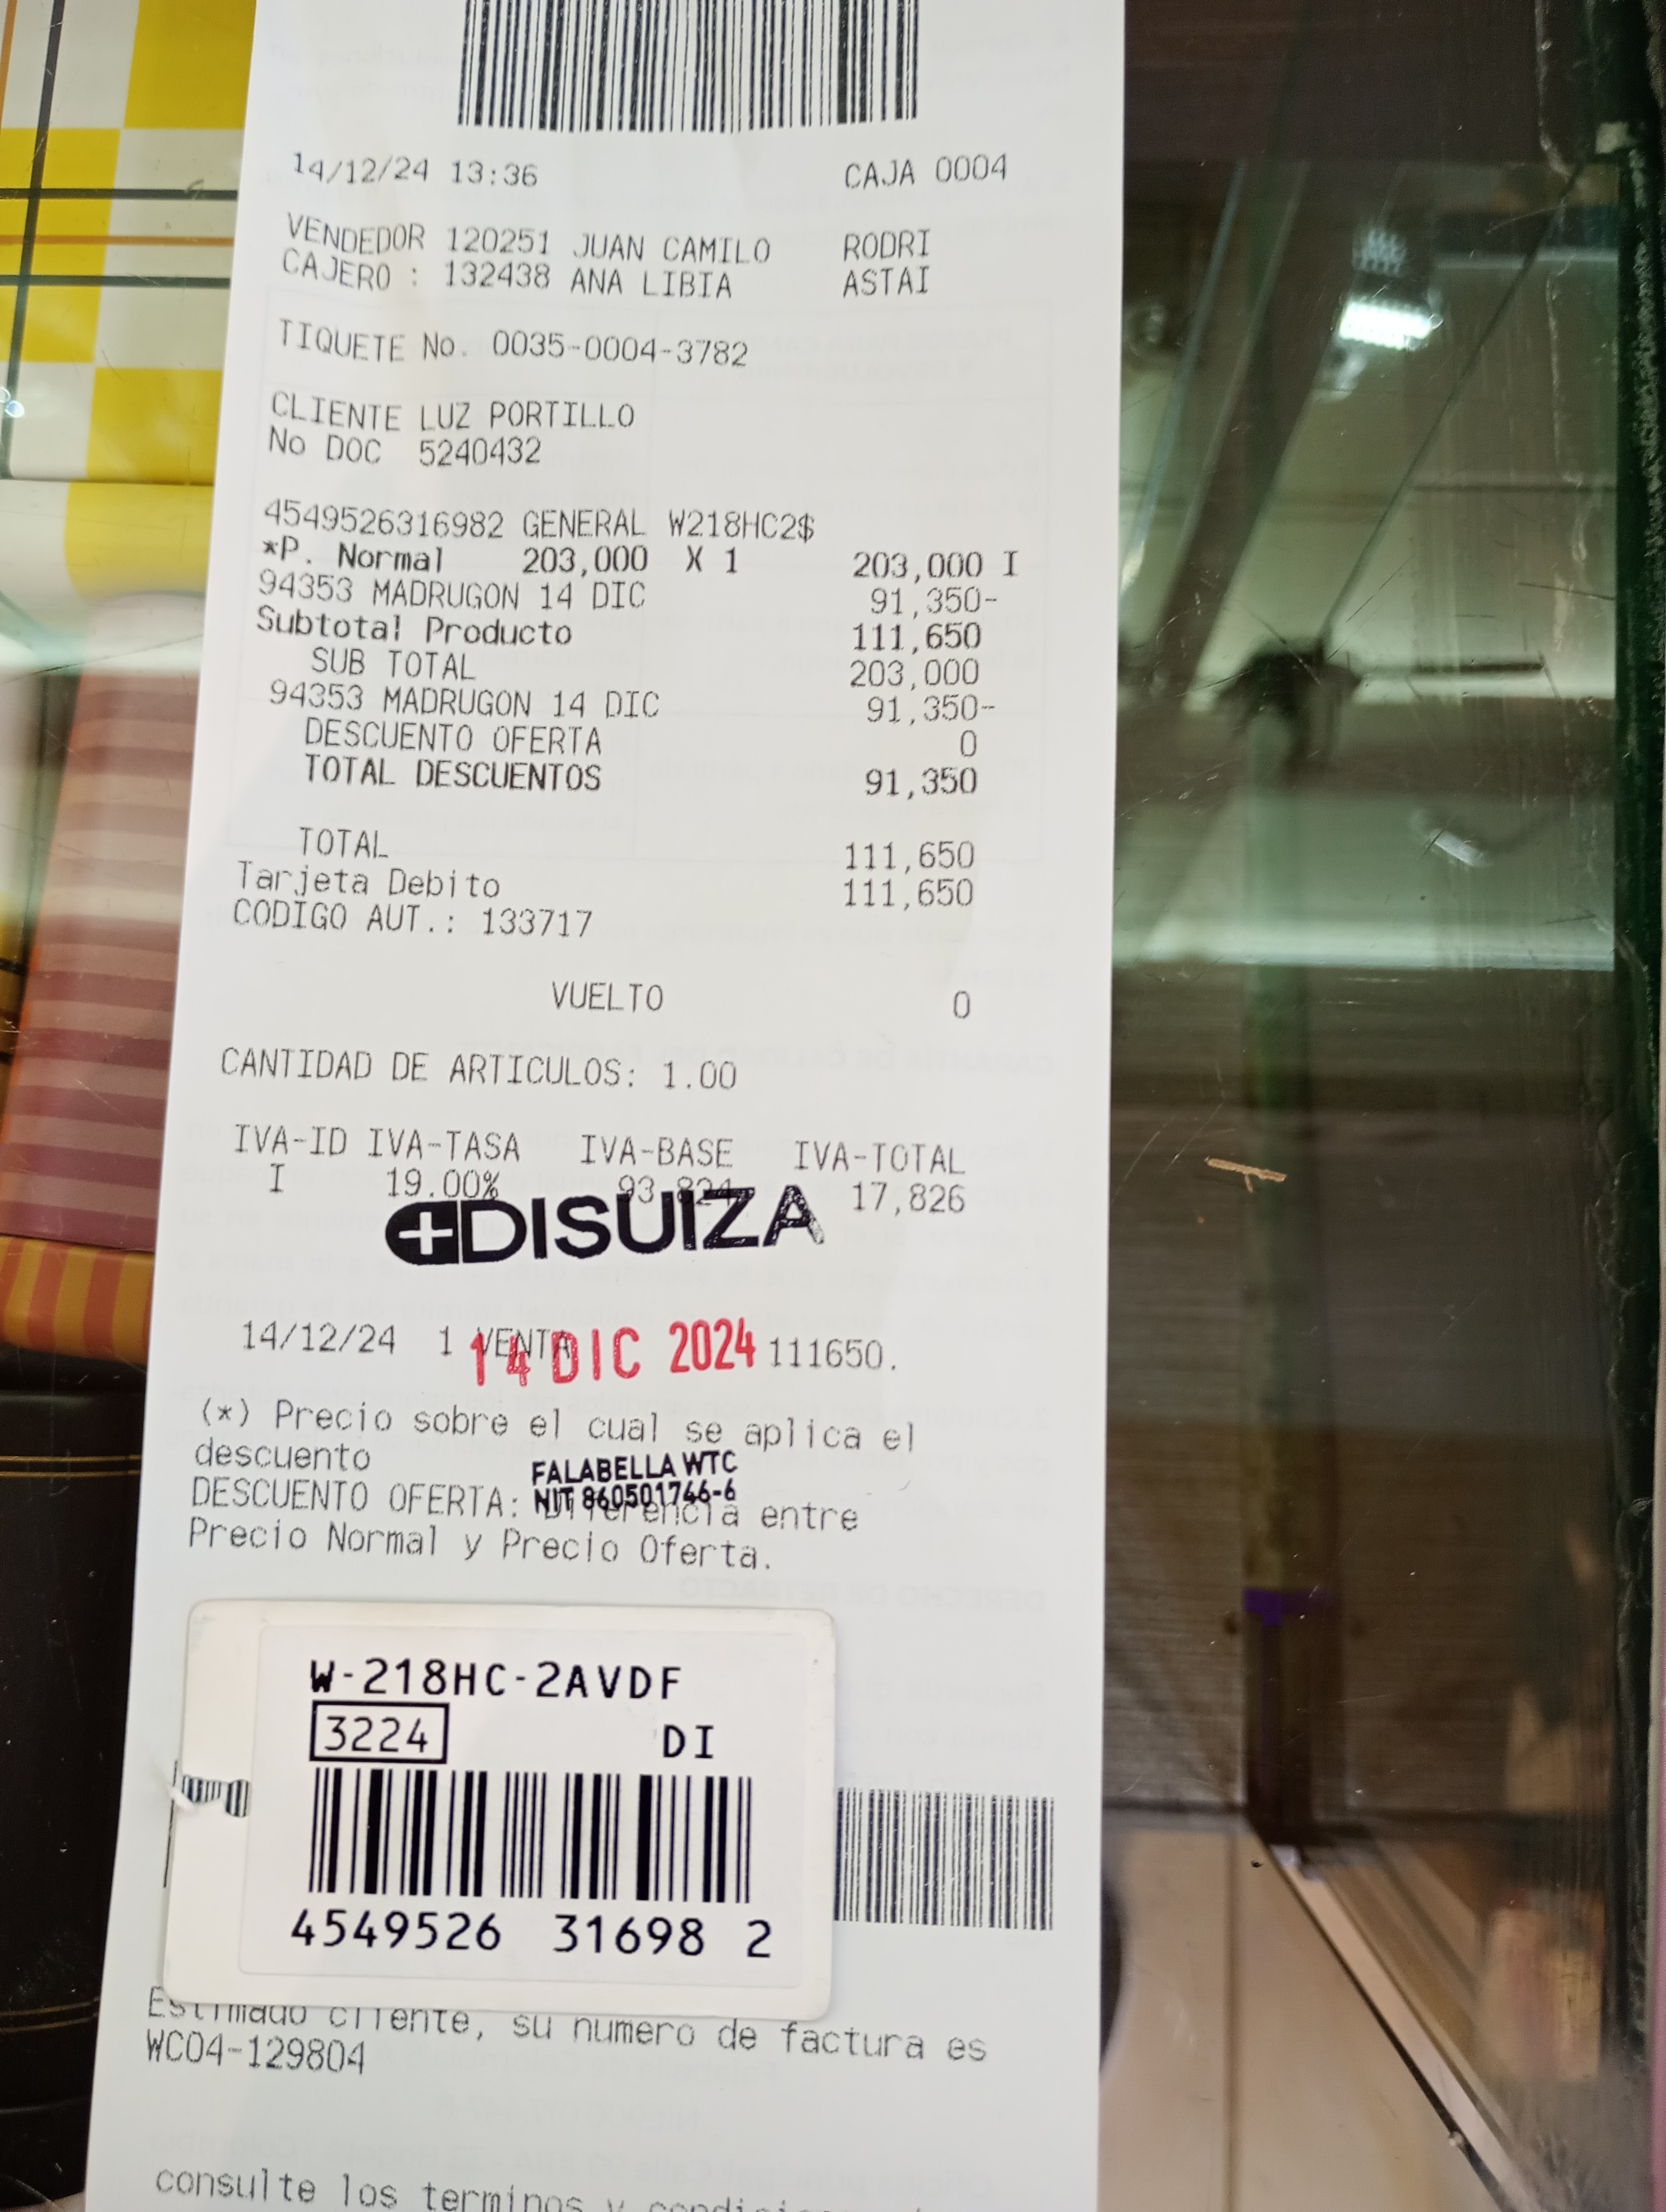 14/12/24 13:36 CAJA 0004
VENDEDOR 120251 JUAN CAMILO RODRI
CAJERO : 132438 ANA LIBIA ASTAI
TIQUETE No. 0035-0004-3782
CLIENTE LUZ PORTILLO
No DOC 5240432
4549526316982 GENERAL W218HC2$
*P. Normal 203,000 X 1 203,000 I
94353 MADRUGON 14 DIC 91,350-
Subtotal Producto 111,650
SUB TOTAL 203,000
94353 MADRUGON 14 DIC 91,350-
DESCUENTO OFERTA 0
TOTAL DESCUENTOS 91,350
TOTAL 111,650
Tarjeta Debito 111,650
CODIGO AUT.: 133717
VUELTO 0
CANTIDAD DE ARTICULOS: 1.00
IVA-ID IVA-TASA IVA-BASE IVA-TOTAL
I 19.00% 93,824 17,826
DISUIZA
14/12/24 1 VENTA 111650.
14 DIC 2024
(*) Precio sobre el cual se aplica el
descuento
FALABELLA WTC
NIT 860501746-6
DESCUENTO OFERTA: Diferencia entre
Precio Normal y Precio Oferta.
W-218HC-2AVDF
3224 DI
4549526 31698 2
Estimado cliente, su numero de factura es
WC04-129804
consulte los terminos y